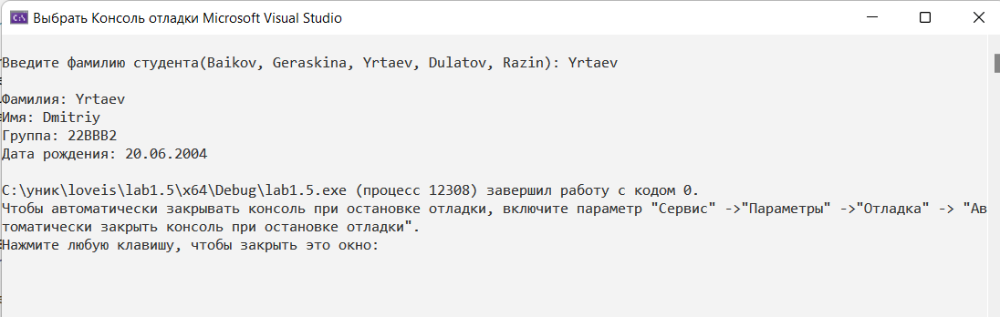 Выбрать Консоль отладки Microsoft Visual Studio
Введите фамилию студента(Baikov, Geraskina, Yrtaev, Dulatov, Razin): Yrtaev
Фамилия: Yrtaev
Имя: Dmitriy
Группа: 22ВВВ2
Дата рождения: 20.06.2004
C:\уник\loveis\lab1.5\x64\Debug\lab1.5.exe (процесс 12308) завершил работу с кодом 0.
Чтобы автоматически закрывать консоль при остановке отладки, включите параметр "Сервис" ->"Параметры" ->"Отладка" -> "Ав
томатически закрыть консоль при остановке отладки".
Нажмите любую клавишу, чтобы закрыть это окно: